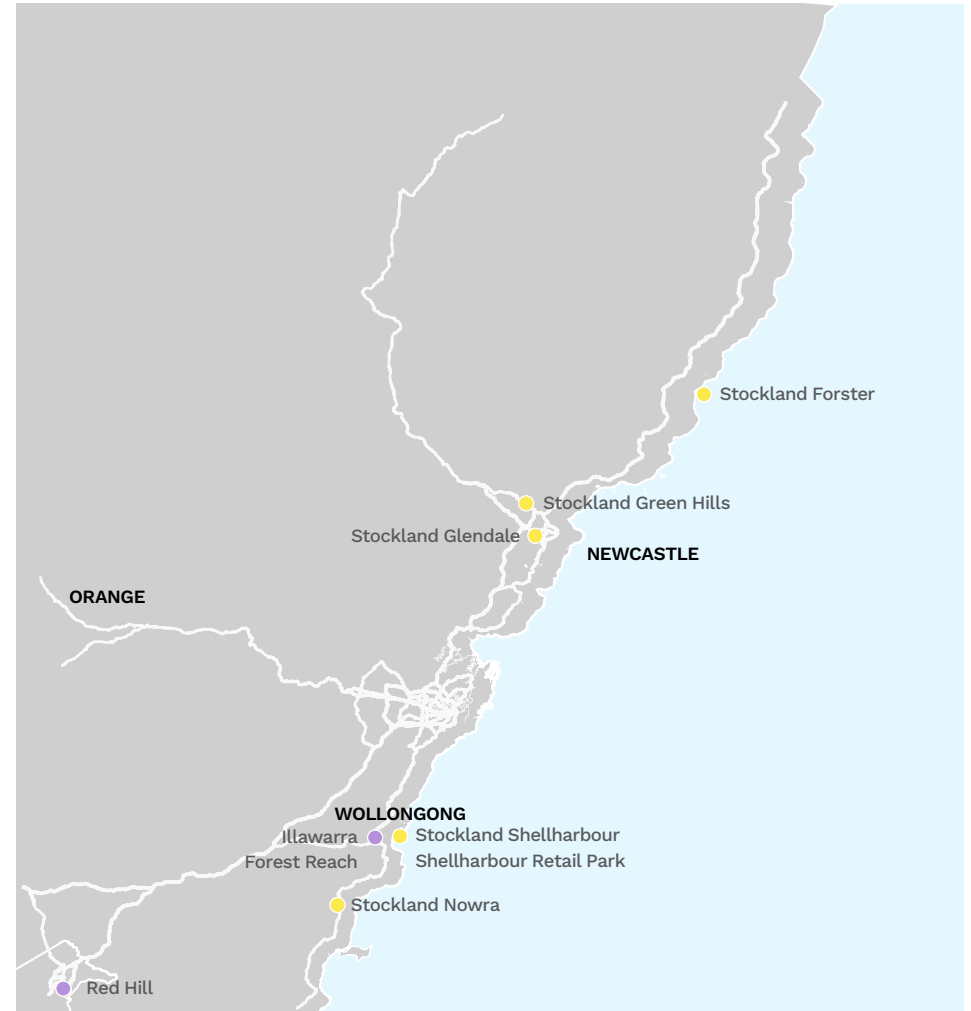 Stockland Forster
Stockland Green Hills
Stockland Glendale
NEWCASTLE
ORANGE
WOLLONGONG
Illawarra
Forest Reach
Stockland Shellharbour
Shellharbour Retail Park
Stockland Nowra
Red Hill